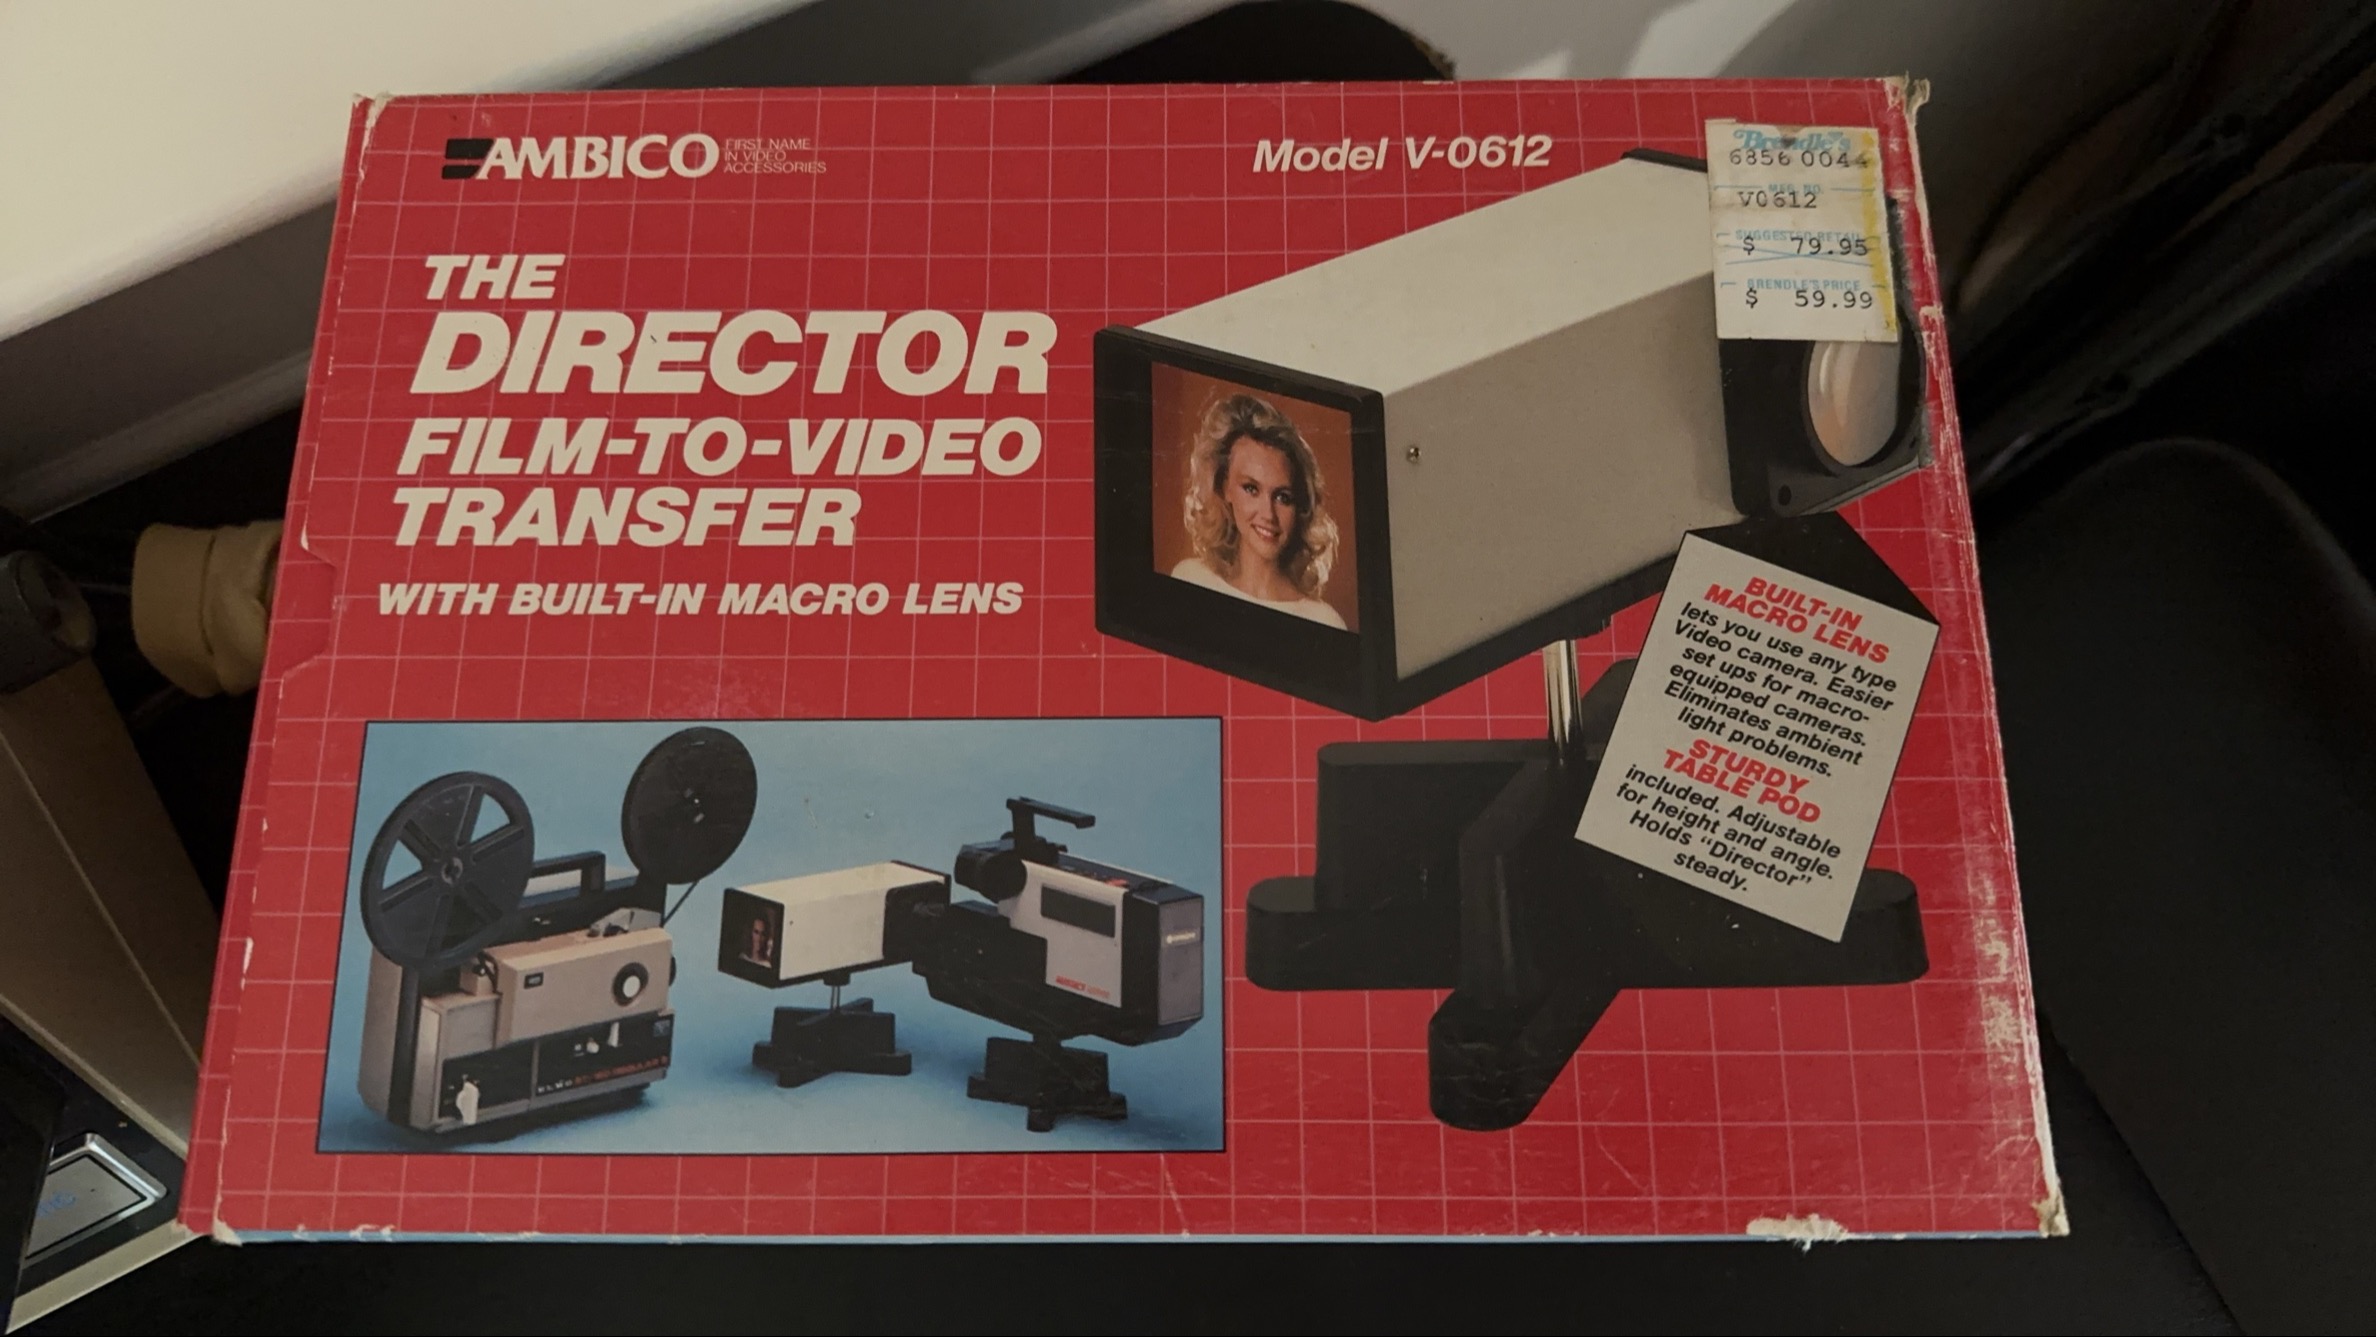 AMBICO
FIRST NAME
IN VIDEO
ACCESSORIES
Model V-0612
Brendle's
6856 0044
MFG. NO.
V0612
SUGGESTED RETAIL
$ 79.95
BRENDLE'S PRICE
$ 59.99
THE
DIRECTOR
FILM-TO-VIDEO
TRANSFER
WITH BUILT-IN MACRO LENS
BUILT-IN
MACRO LENS
lets you use any type
Video camera. Easier
set ups for macro-
equipped cameras.
Eliminates ambient
light problems.
STURDY
TABLE POD
included. Adjustable
for height and angle.
Holds "Director"
steady.
ELMO